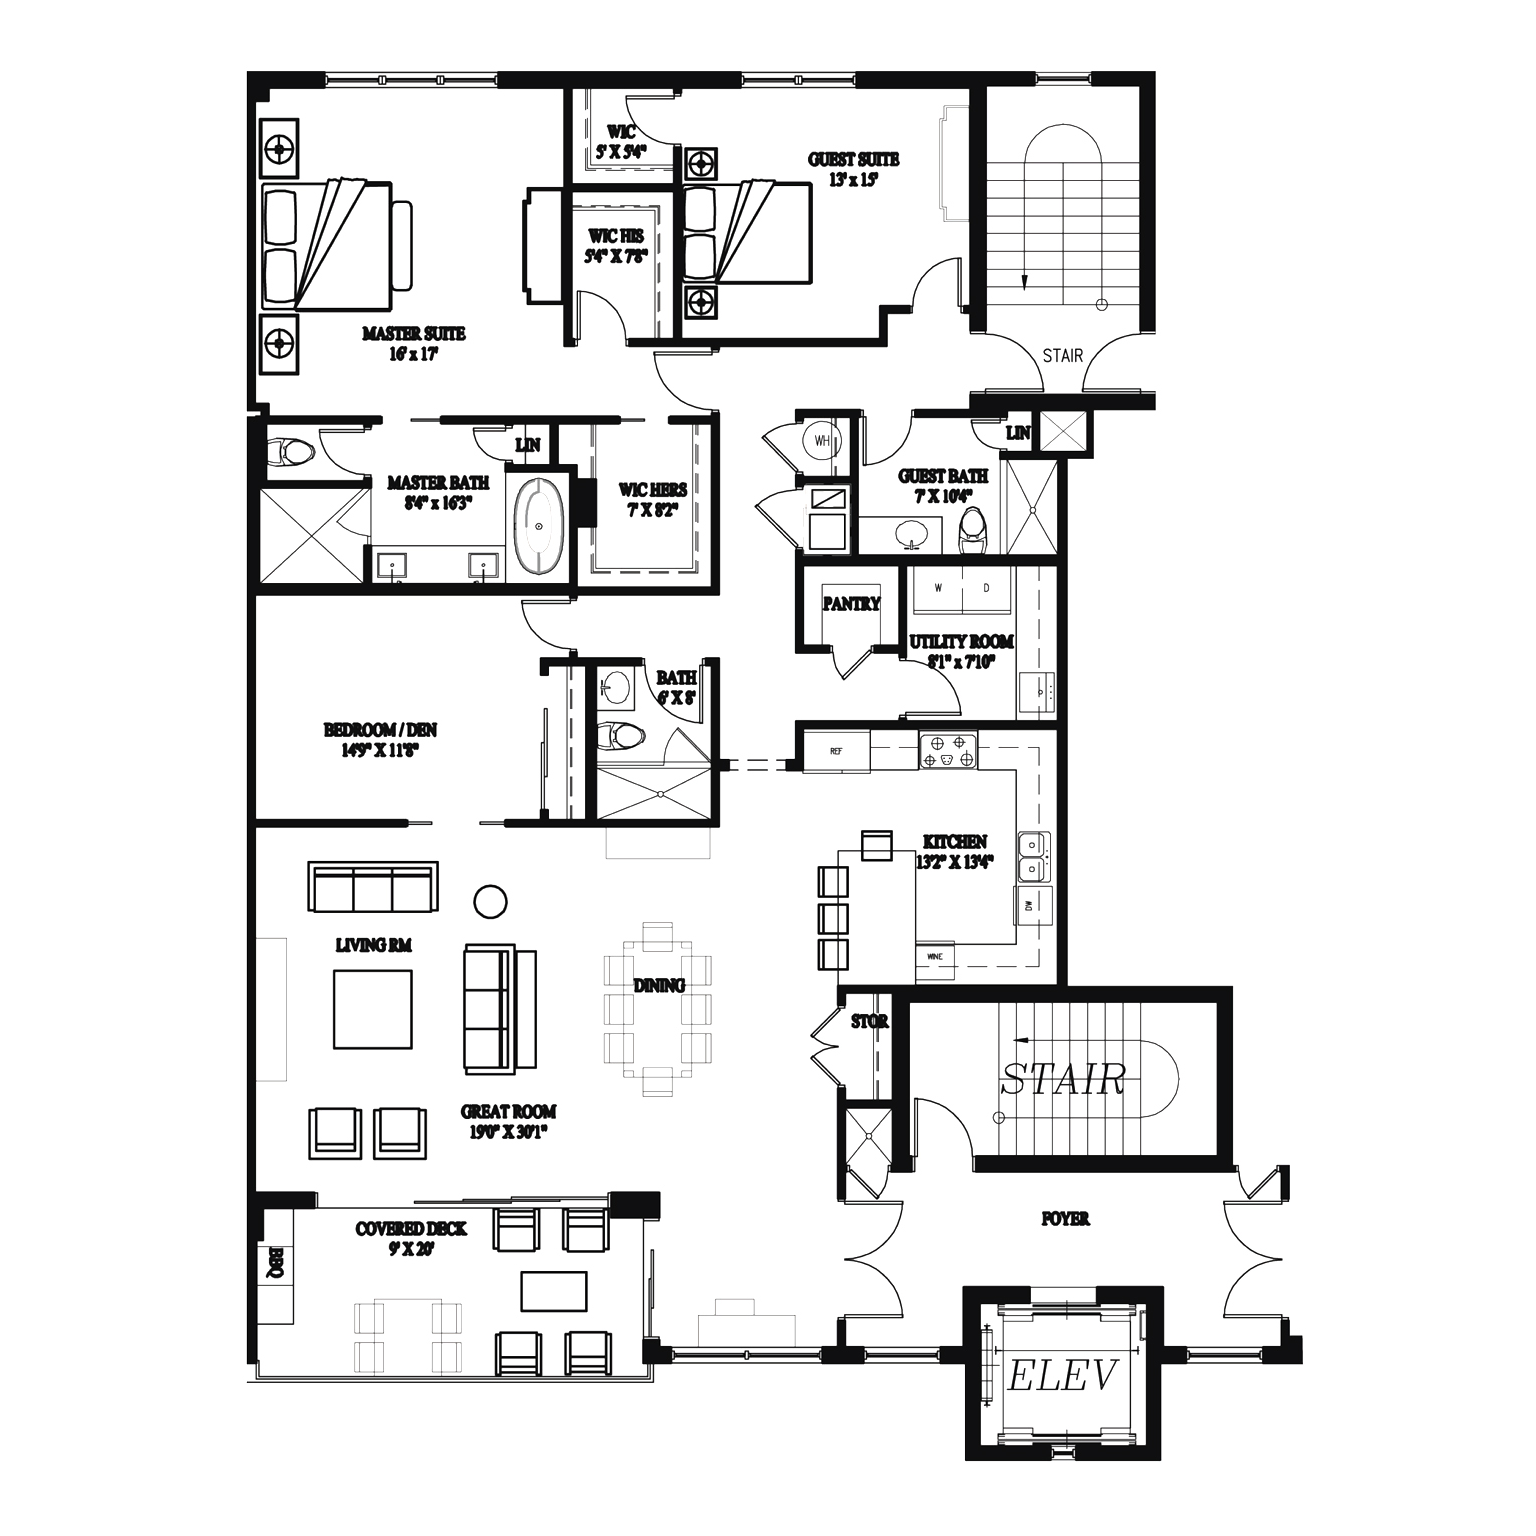 WIC
5' X 5'4"
GUEST SUITE
13' x 15'
WIC HIS
5'4" X 7'8"
MASTER SUITE
16' x 17'
STAIR
LIN
WH
LIN
MASTER BATH
8'4" x 16'3"
WIC HERS
7' X 8'2"
GUEST BATH
7' X 10'4"
PANTRY
W
D
UTILITY ROOM
8'1" x 7'10"
BATH
6' X 8'
BEDROOM / DEN
14'9" X 11'8"
REF
KITCHEN
13'2" X 13'4"
DW
LIVING RM
WINE
DINING
STOR
STAIR
GREAT ROOM
19'0" X 30'1"
COVERED DECK
9' X 20'
BBQ
FOYER
ELEV